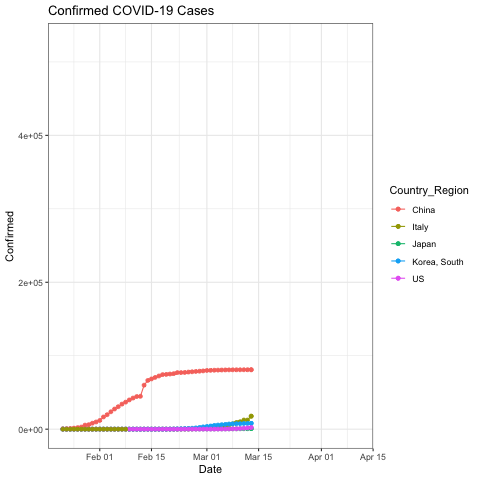 Confirmed COVID-19 Cases
4e+05
2e+05
0e+00
Confirmed
Feb 01
Feb 15
Mar 01
Mar 15
Apr 01
Apr 15
Date
Country_Region
China
Italy
Japan
Korea, South
US